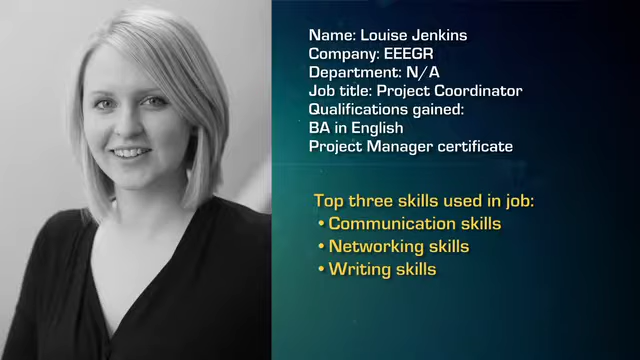 Name: Louise Jenkins
Company: EEEGR
Department: N/A
Job title: Project Coordinator
Qualifications gained:
BA in English
Project Manager certificate
Top three skills used in job:
• Communication skills
• Networking skills
• Writing skills